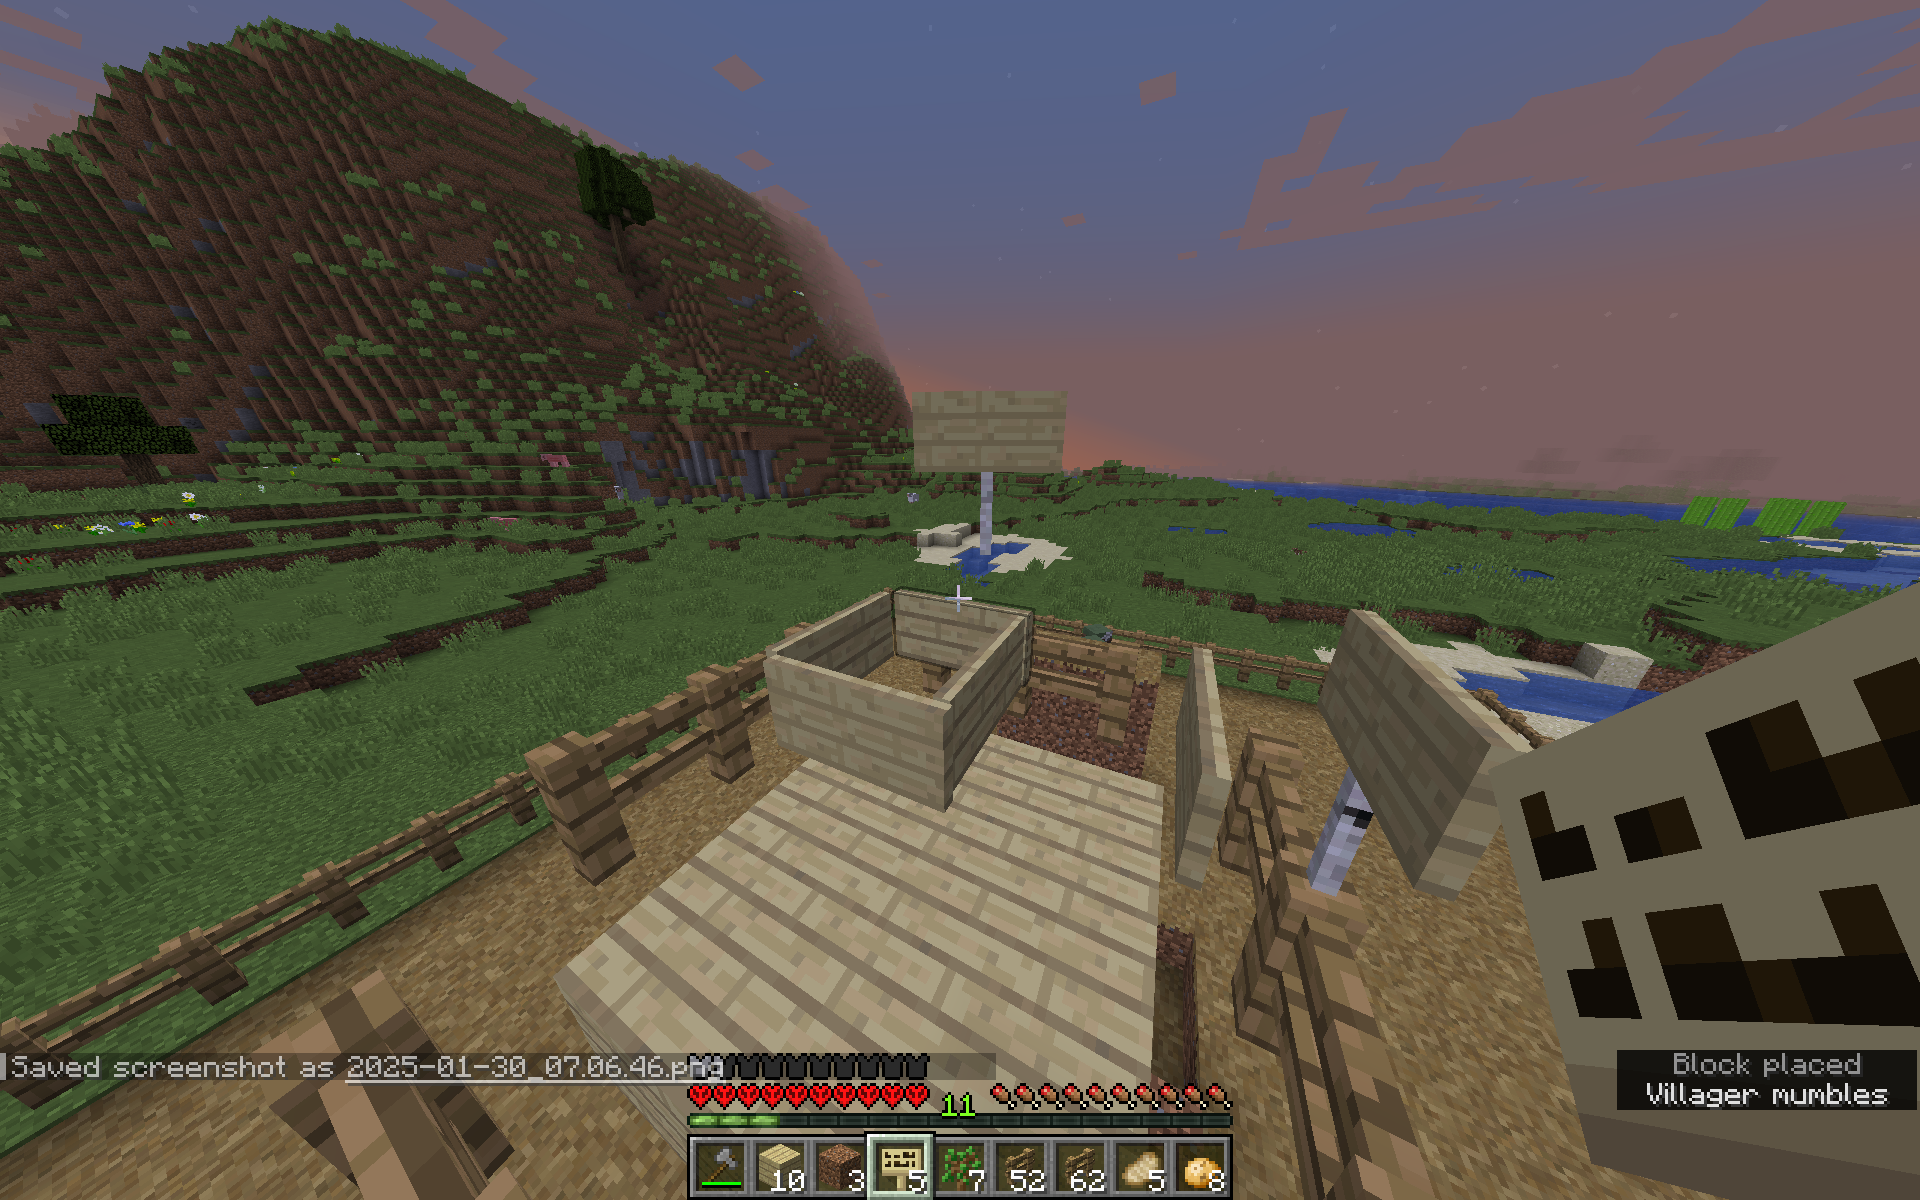 Saved screenshot as 2025-01-30_07.06.46.png
Block placed
Villager mumbles
11
10 3 5 7 52 62 5 8